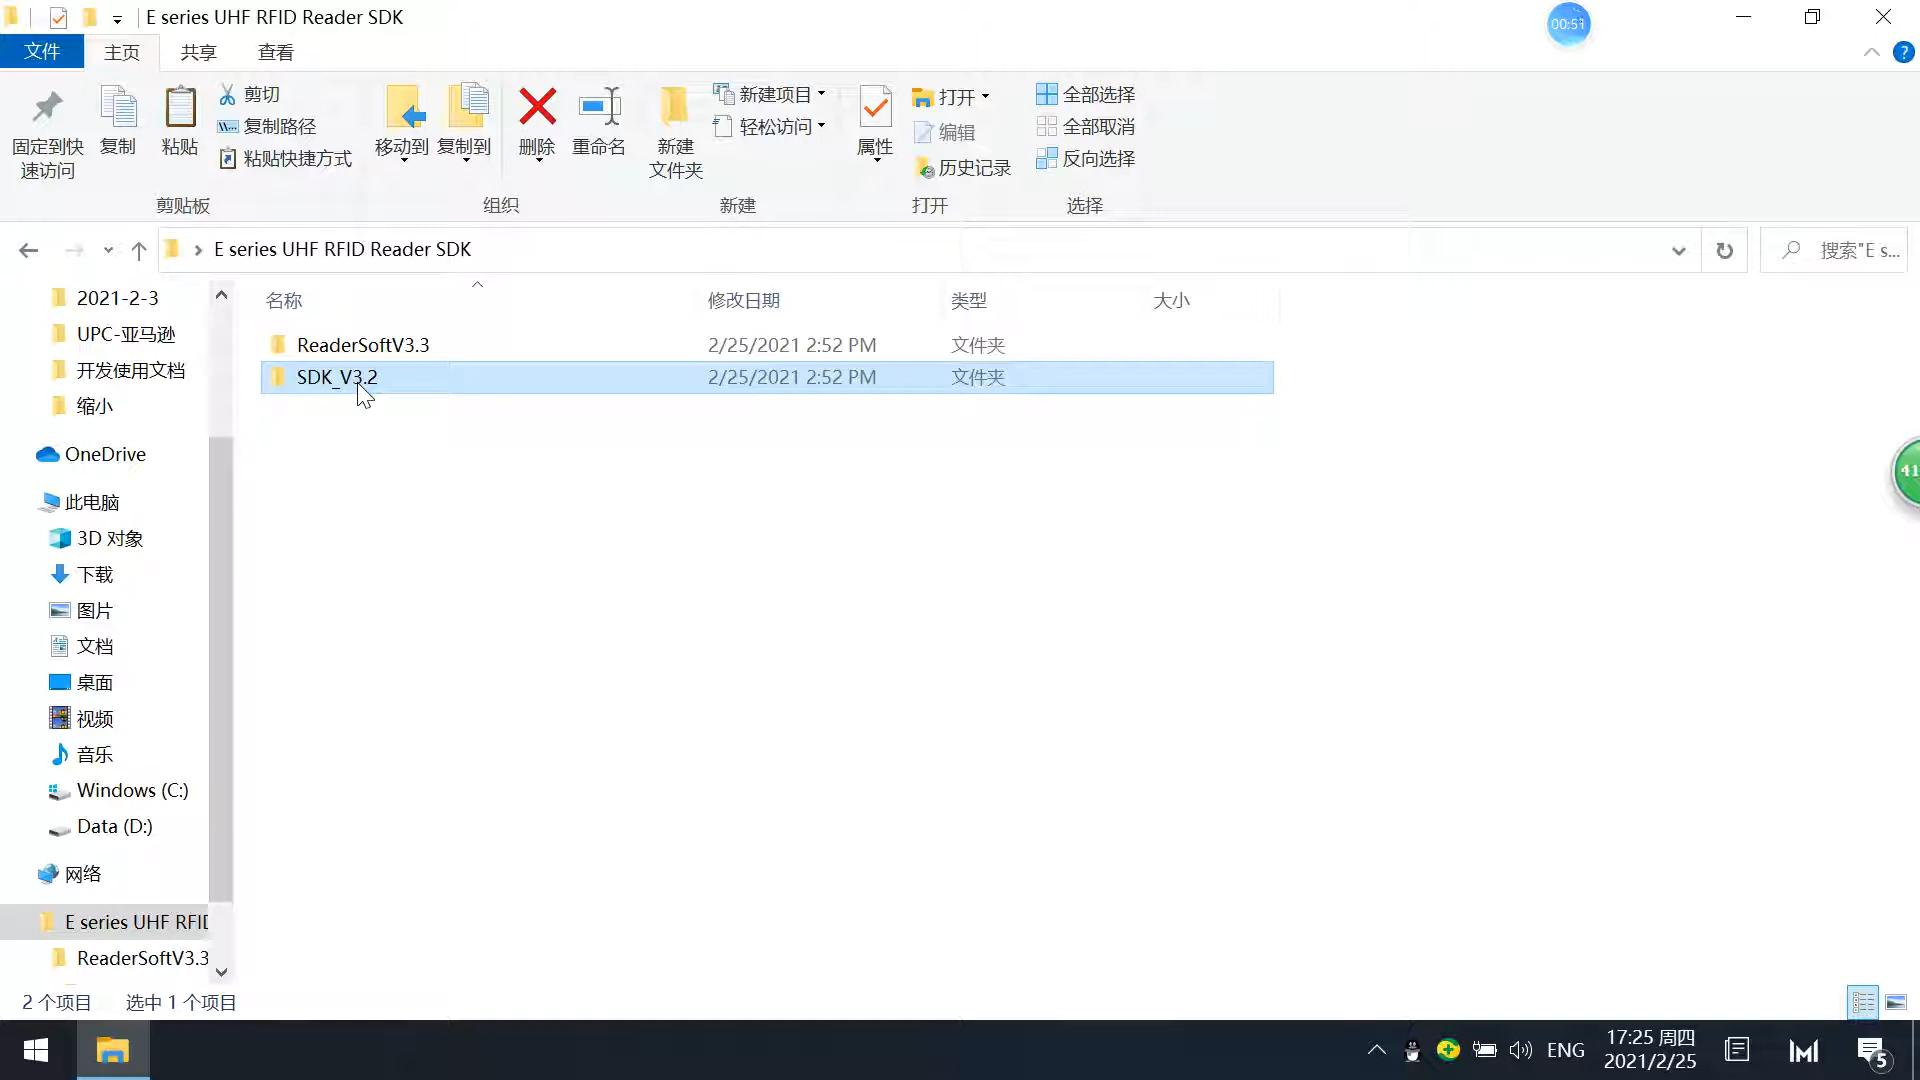 E series UHF RFID Reader SDK
00:51
文件 主页 共享 查看
固定到快速访问
复制
粘贴
剪切
复制路径
粘贴快捷方式
移动到
复制到
删除
重命名
新建
文件夹
新建项目
轻松访问
属性
打开
编辑
历史记录
全部选择
全部取消
反向选择
剪贴板 组织 新建 打开 选择
E series UHF RFID Reader SDK
搜索"E s...
名称 修改日期 类型 大小
ReaderSoftV3.3 2/25/2021 2:52 PM 文件夹
SDK_V3.2 2/25/2021 2:52 PM 文件夹
2021-2-3
UPC-亚马逊
开发使用文档
缩小
OneDrive
此电脑
3D 对象
下载
图片
文档
桌面
视频
音乐
Windows (C:)
Data (D:)
网络
E series UHF RFID
ReaderSoftV3.3
41
2 个项目 选中 1 个项目
ENG
17:25 周四
2021/2/25
5